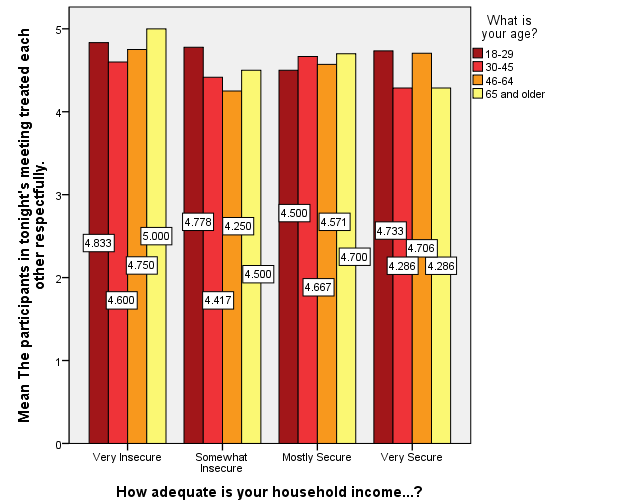 What is
your age?
18-29
30-45
46-64
65 and older
Mean The participants in tonight's meeting treated each
other respectfully.
5
4
3
2
1
0
4.833
4.600
4.750
5.000
4.778
4.417
4.250
4.500
4.500
4.667
4.571
4.700
4.733
4.286
4.706
4.286
Very Insecure
Somewhat
Insecure
Mostly Secure
Very Secure
How adequate is your household income...?